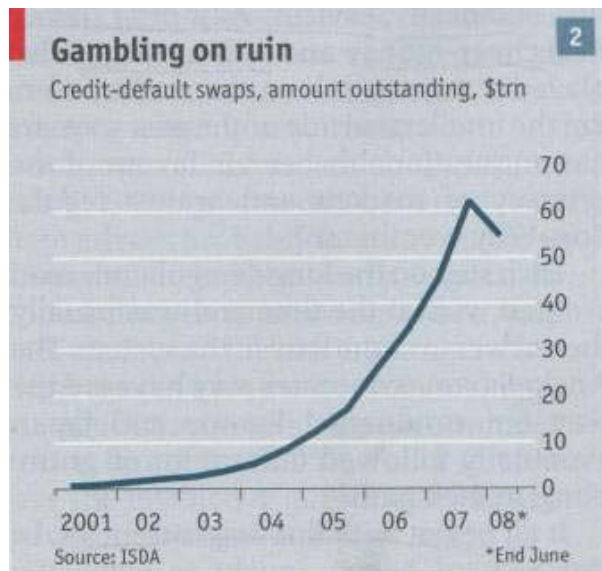 Gambling on ruin
2
Credit-default swaps, amount outstanding, $trn
70
60
50
40
30
20
10
0
2001 02 03 04 05 06 07 08*
Source: ISDA
*End June